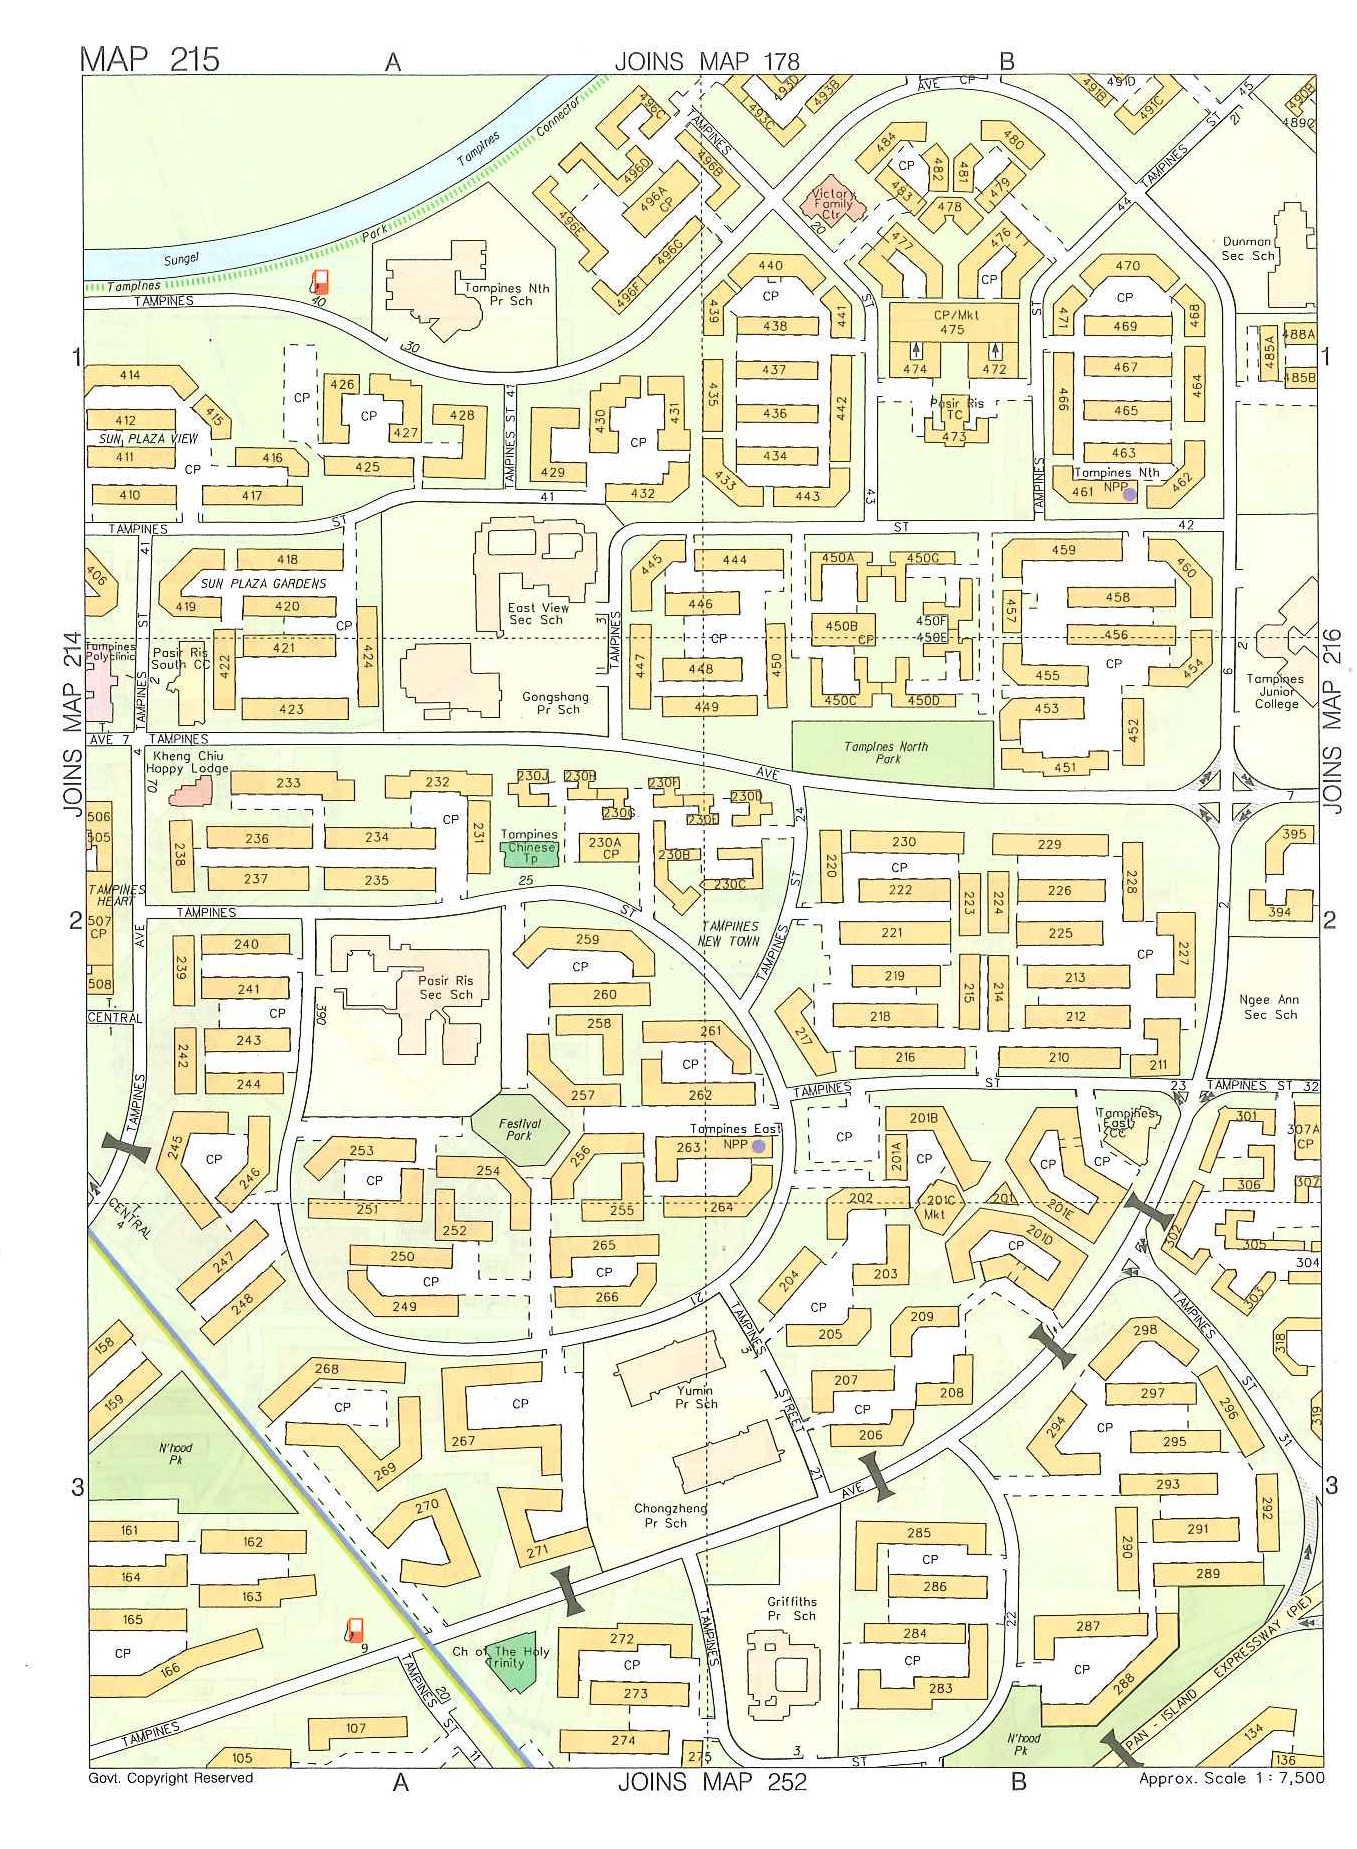 MAP 215
A
JOINS MAP 178
B
496C
493D
493B
493C
AVE
CP
491B
491D
491C
45
ST
21
490B
489C
Tampines
Connector
Park
Sungei
Tampines
TAMPINES
40
30
Tampines Nth
Pr Sch
TAMPINES
496D
496B
496A
CP
496E
496G
496F
Victory
Family
Ctr
20
484
480
CP
482
481
483
479
478
477
476
CP
44
TAMPINES
Dunman
Sec Sch
440
CP
439
438
441
437
435
436
442
434
433
443
ST
CP/Mkt
475
474
472
Pasir Ris
TC
473
ST
470
CP
471
469
468
467
464
466
465
463
Tampines Nth
NPP
461
462
TAMPINES
488A
485A
485B
1
1
414
412
415
SUN PLAZA VIEW
411
416
CP
410
417
CP
426
CP
427
428
425
TAMPINES ST 41
430
431
CP
429
432
41
ST
TAMPINES
43
ST
42
41
406
418
SUN PLAZA GARDENS
419
420
CP
421
422
424
423
ST
TAMPINES
2
Pasir Ris
South CC
Tampines
Polyclinic
T.
East View
Sec Sch
Gongshang
Pr Sch
31
TAMPINES
445
444
446
CP
447
448
450
449
450A
450G
450B
CP
450F
450E
450C
450D
459
460
458
457
456
CP
454
455
453
452
451
6
2
Tampines
Junior
College
JOINS MAP 214
JOINS MAP 216
AVE 7
TAMPINES
4
Tampines North
Park
AVE
7
Kheng Chiu
Happy Lodge
70
233
232
CP
231
236
234
238
237
235
230J
230H
230G
230F
230D
230A
CP
230B
230C
Tampines
Chinese
Tp
25
ST
24
ST
TAMPINES
TAMPINES
NEW TOWN
506
505
TAMPINES
HEART
507
CP
508
T.
CENTRAL
1
AVE
TAMPINES
2
2
TAMPINES
240
239
241
CP
243
242
244
390
Pasir Ris
Sec Sch
259
CP
260
258
257
261
CP
262
230
220
CP
222
229
226
228
223
224
221
225
CP
227
219
215
214
213
218
212
217
216
210
211
2
395
394
Ngee Ann
Sec Sch
TAMPINES
ST
23
TAMPINES ST 32
Festival
Park
Tampines East
NPP
263
253
CP
254
256
251
252
255
264
250
CP
249
265
CP
266
21
245
CP
246
247
248
T.
CENTRAL
4
CP
201B
201A
CP
202
201C
Mkt
201
201D
CP
201E
CP
CP
Tampines
East
CC
301
307A
CP
306
307
302
305
304
303
204
203
CP
205
209
207
208
CP
206
TAMPINES
STREET
21
158
159
N'hood
Pk
268
CP
269
267
CP
270
271
Yumin
Pr Sch
Chongzheng
Pr Sch
AVE
298
297
294
CP
296
295
293
292
291
290
289
TAMPINES
ST
31
318
319
3
3
161
162
164
163
165
CP
166
9
TAMPINES
107
105
TAMPINES
ST
201
11
Ch of The Holy
Trinity
272
CP
273
274
275
TAMPINES
3
ST
22
Griffiths
Pr Sch
285
CP
286
284
CP
283
287
CP
288
N'hood
Pk
PAN - ISLAND EXPRESSWAY (PIE)
134
136
Govt. Copyright Reserved
A
JOINS MAP 252
B
Approx. Scale 1 : 7,500